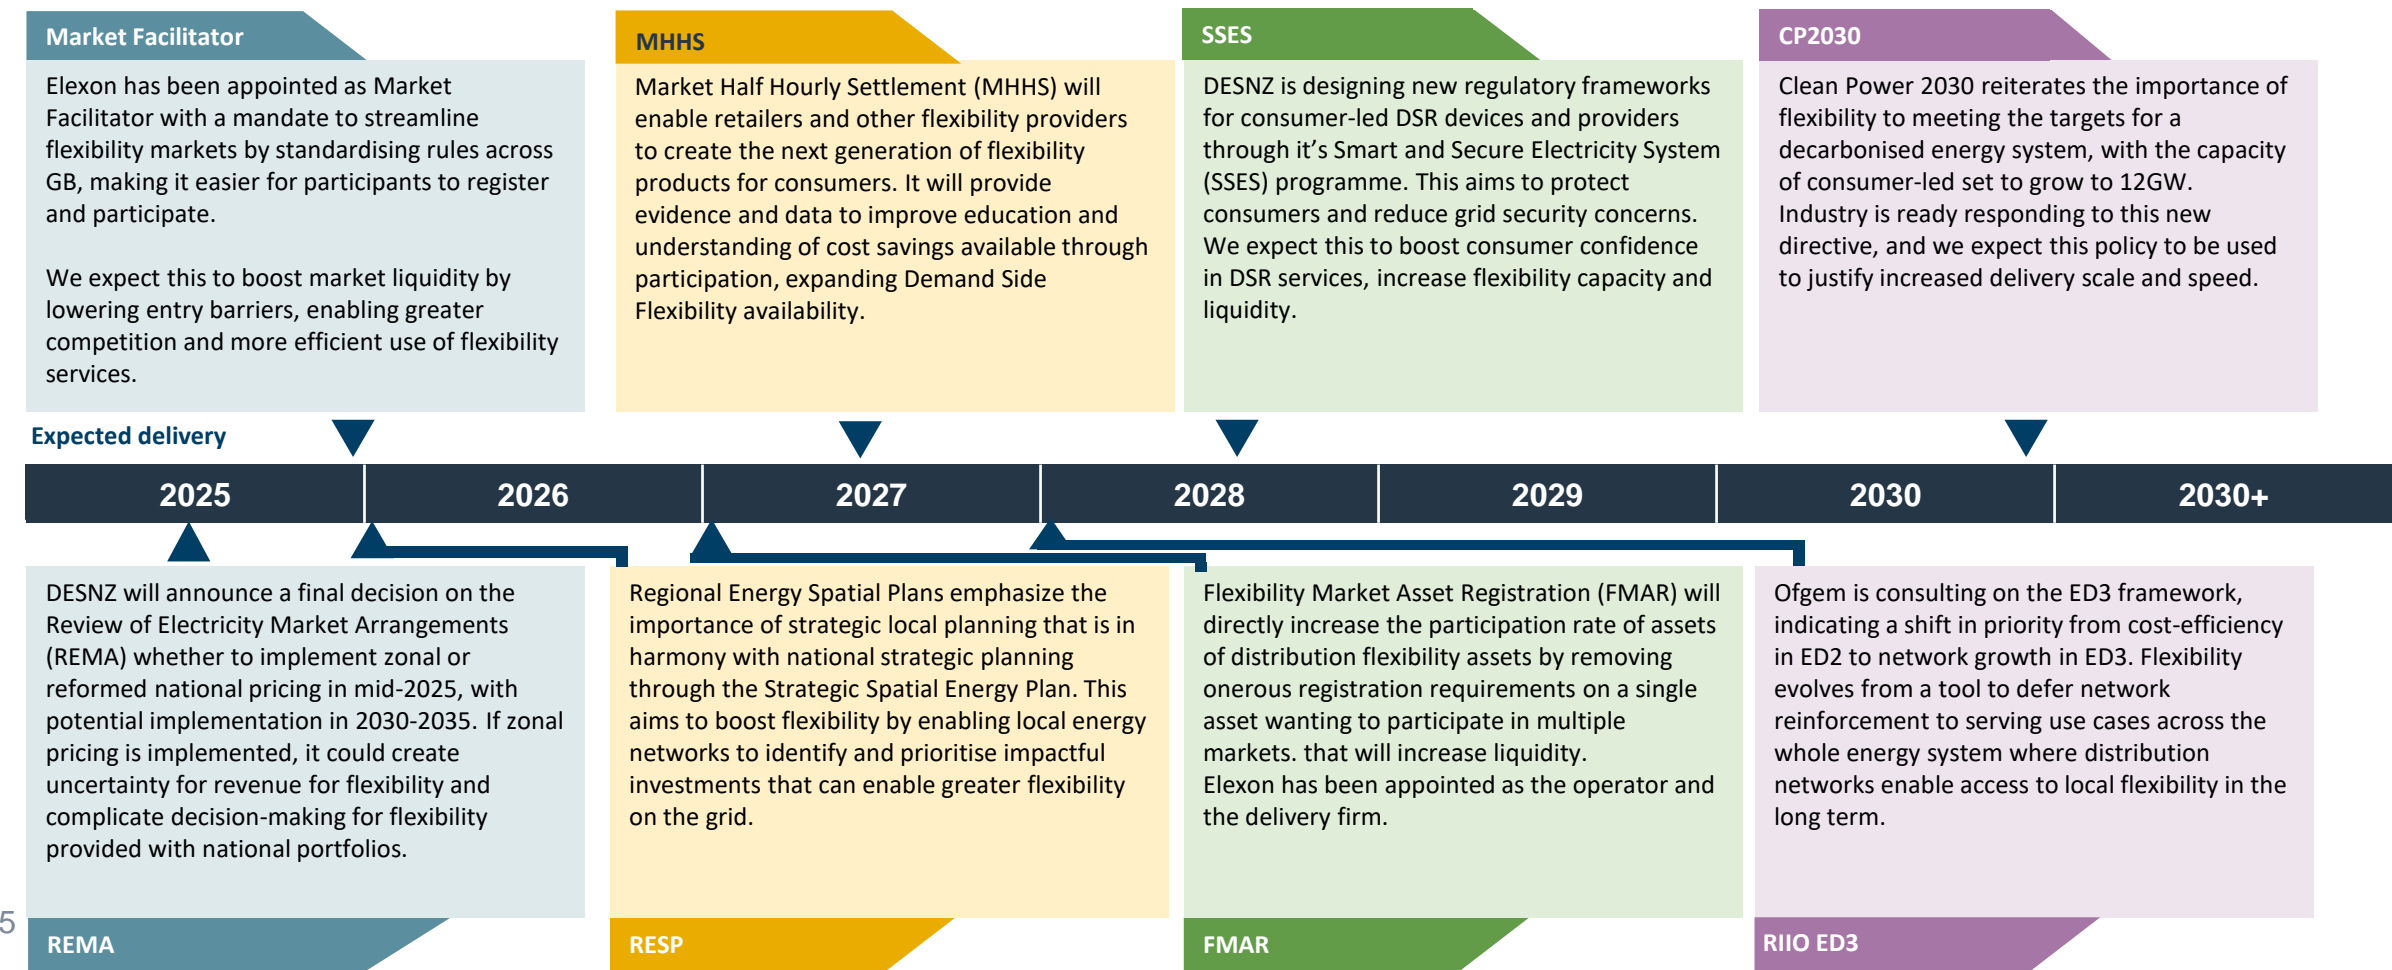 Market Facilitator
Elexon has been appointed as Market
Facilitator with a mandate to streamline
flexibility markets by standardising rules across
GB, making it easier for participants to register
and participate.
We expect this to boost market liquidity by
lowering entry barriers, enabling greater
competition and more efficient use of flexibility
services.
MHHS
Market Half Hourly Settlement (MHHS) will
enable retailers and other flexibility providers
to create the next generation of flexibility
products for consumers. It will provide
evidence and data to improve education and
understanding of cost savings available through
participation, expanding Demand Side
Flexibility availability.
SSES
DESNZ is designing new regulatory frameworks
for consumer-led DSR devices and providers
through it's Smart and Secure Electricity System
(SSES) programme. This aims to protect
consumers and reduce grid security concerns.
We expect this to boost consumer confidence
in DSR services, increase flexibility capacity and
liquidity.
CP2030
Clean Power 2030 reiterates the importance of
flexibility to meeting the targets for a
decarbonised energy system, with the capacity
of consumer-led set to grow to 12GW.
Industry is ready responding to this new
directive, and we expect this policy to be used
to justify increased delivery scale and speed.
Expected delivery
2025
2026
2027
2028
2029
2030
2030+
DESNZ will announce a final decision on the
Review of Electricity Market Arrangements
(REMA) whether to implement zonal or
reformed national pricing in mid-2025, with
potential implementation in 2030-2035. If zonal
pricing is implemented, it could create
uncertainty for revenue for flexibility and
complicate decision-making for flexibility
provided with national portfolios.
REMA
Regional Energy Spatial Plans emphasize the
importance of strategic local planning that is in
harmony with national strategic planning
through the Strategic Spatial Energy Plan. This
aims to boost flexibility by enabling local energy
networks to identify and prioritise impactful
investments that can enable greater flexibility
on the grid.
RESP
Flexibility Market Asset Registration (FMAR) will
directly increase the participation rate of assets
of distribution flexibility assets by removing
onerous registration requirements on a single
asset wanting to participate in multiple
markets. that will increase liquidity.
Elexon has been appointed as the operator and
the delivery firm.
FMAR
Ofgem is consulting on the ED3 framework,
indicating a shift in priority from cost-efficiency
in ED2 to network growth in ED3. Flexibility
evolves from a tool to defer network
reinforcement to serving use cases across the
whole energy system where distribution
networks enable access to local flexibility in the
long term.
RIIO ED3
5